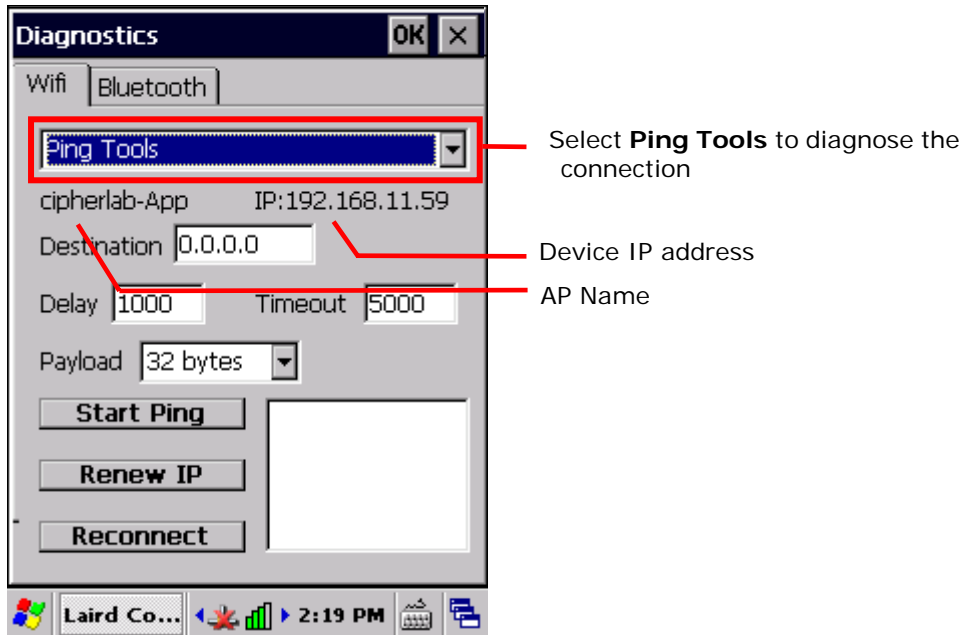 Diagnostics OK
Wifi Bluetooth
Ping Tools
Select Ping Tools to diagnose the
connection
cipherlab-App IP:192.168.11.59
Destination 0.0.0.0
Device IP address
AP Name
Delay 1000 Timeout 5000
Payload 32 bytes
Start Ping
Renew IP
Reconnect
Laird Co... 2:19 PM